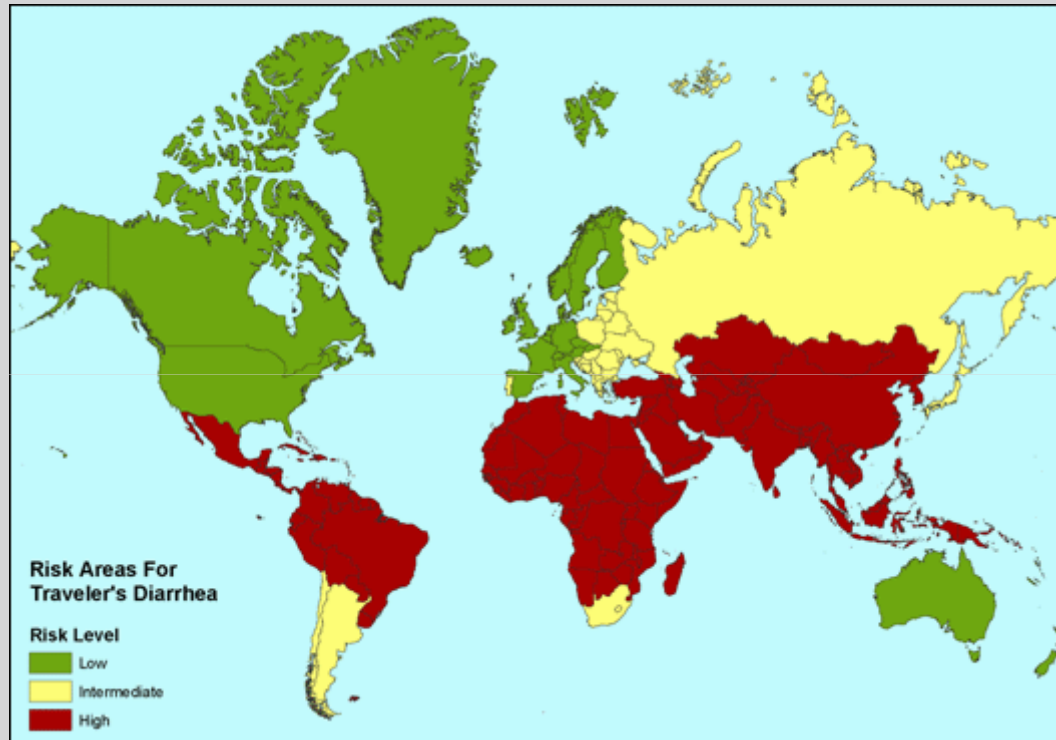 Risk Areas For
Traveler's Diarrhea
Risk Level
Low
Intermediate
High